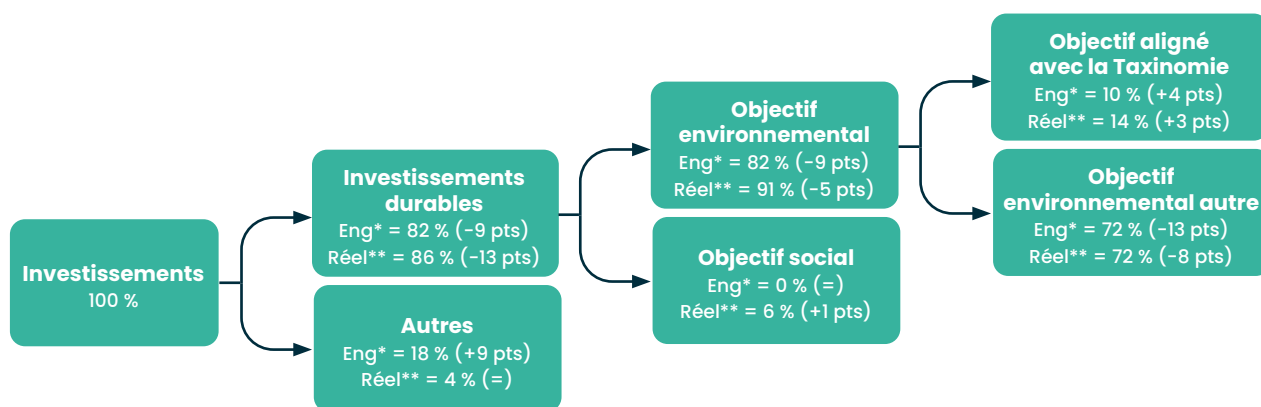 Investissements
100 %
Investissements
durables
Eng* = 82 % (-9 pts)
Réel** = 86 % (-13 pts)
Autres
Eng* = 18 % (+9 pts)
Réel** = 4 % (=)
Objectif
environnemental
Eng* = 82 % (-9 pts)
Réel** = 91 % (-5 pts)
Objectif social
Eng* = 0 % (=)
Réel** = 6 % (+1 pts)
Objectif aligné
avec la Taxinomie
Eng* = 10 % (+4 pts)
Réel** = 14 % (+3 pts)
Objectif
environnemental autre
Eng* = 72 % (-13 pts)
Réel** = 72 % (-8 pts)